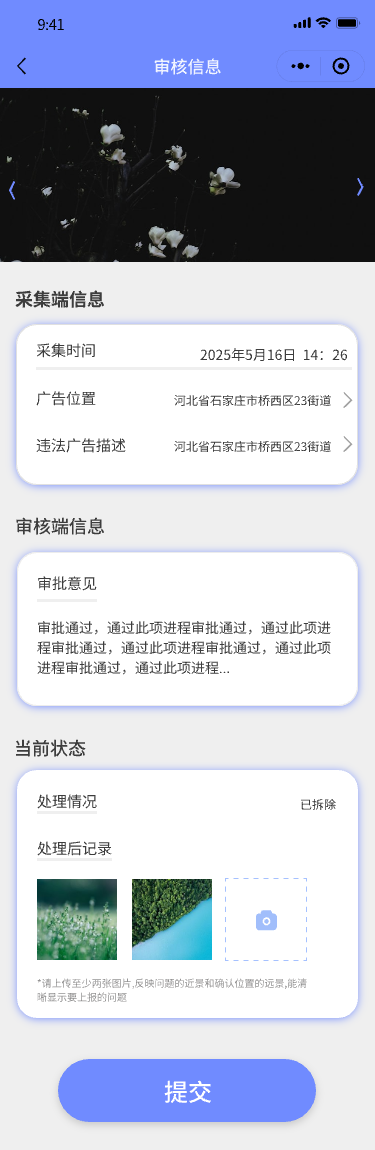 9:41
审核信息
采集端信息
采集时间
2025年5月16日 14：26
广告位置
河北省石家庄市桥西区23街道
违法广告描述
河北省石家庄市桥西区23街道
审核端信息
审批意见
审批通过，通过此项进程审批通过，通过此项进
程审批通过，通过此项进程审批通过，通过此项
进程审批通过，通过此项进程...
当前状态
处理情况
已拆除
处理后记录
*请上传至少两张图片,反映问题的近景和确认位置的远景,能清
晰显示要上报的问题
提交